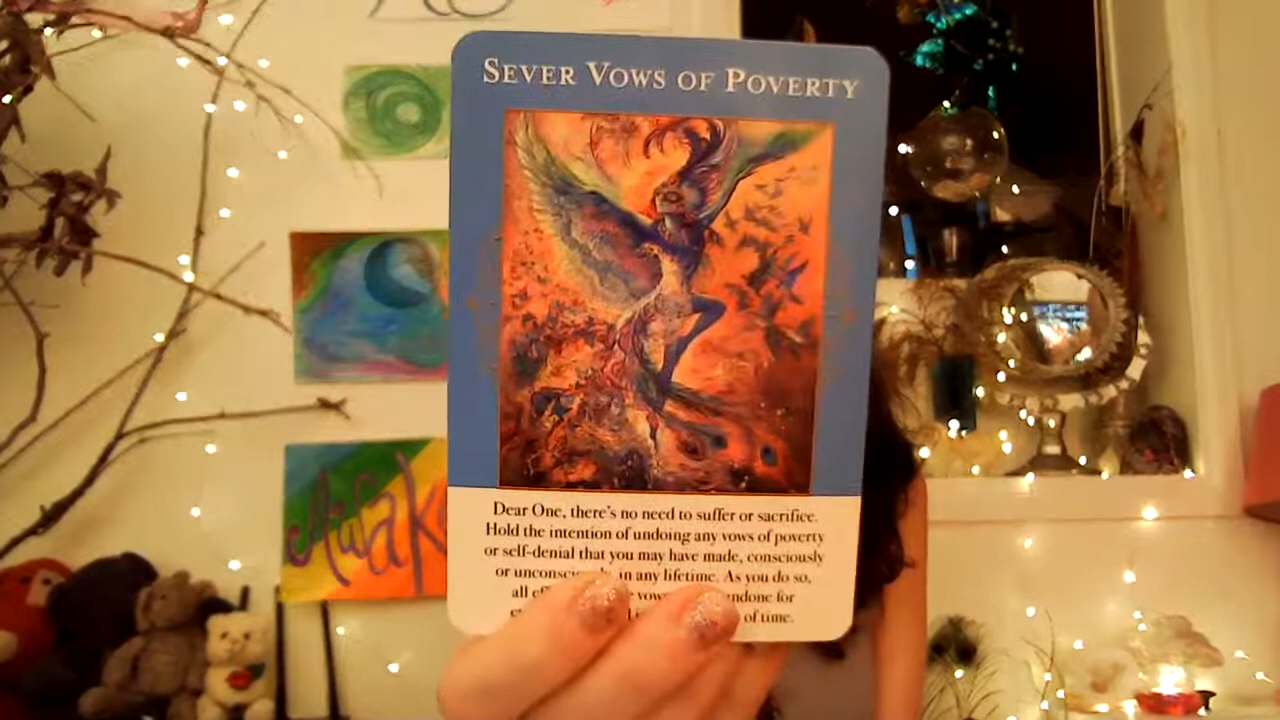 SEVER VOWS OF POVERTY
Dear One, there's no need to suffer or sacrifice.
Hold the intention of undoing any vows of poverty
or self-denial that you may have made, consciously
or in any lifetime. As you do so,
all vows for
of time.